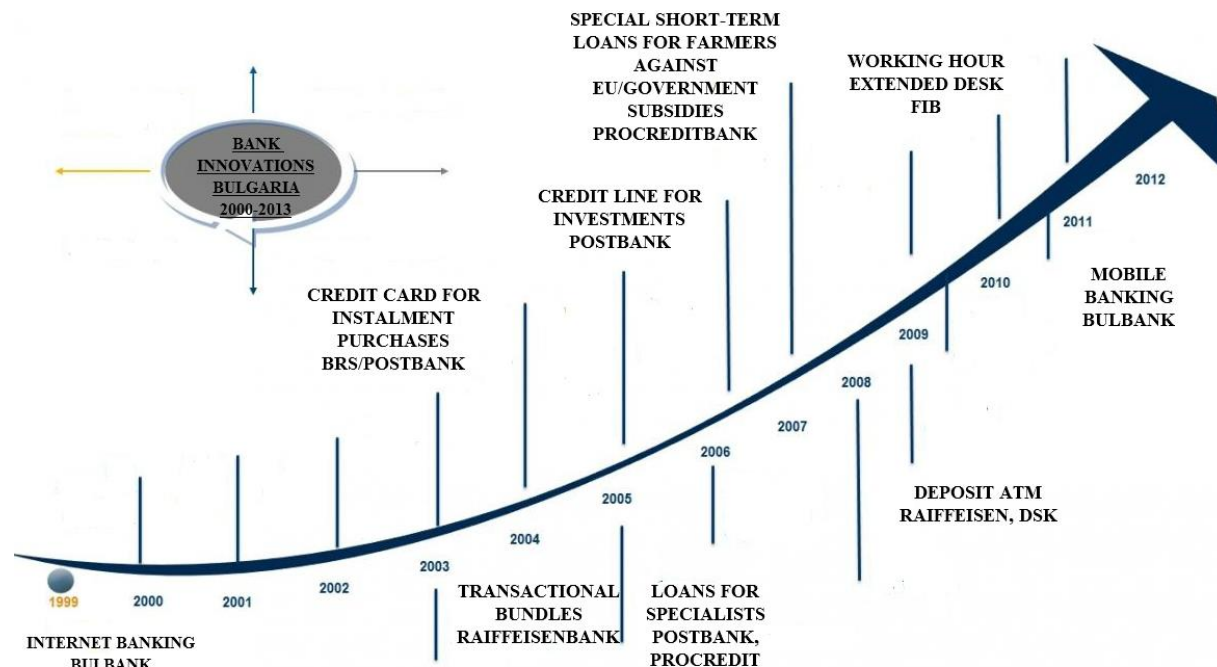 SPECIAL SHORT-TERM
LOANS FOR FARMERS
AGAINST
EU/GOVERNMENT
SUBSIDIES
PROCREDITBANK
WORKING HOUR
EXTENDED DESK
FIB
BANK
INNOVATIONS
BULGARIA
2000-2013
CREDIT LINE FOR
INVESTMENTS
POSTBANK
CREDIT CARD FOR
INSTALMENT
PURCHASES
BRS/POSTBANK
MOBILE
BANKING
BULBANK
2012
2011
2010
2009
2008
2007
2006
2005
2004
2003
2002
2001
2000
1999
DEPOSIT ATM
RAIFFEISEN, DSK
TRANSACTIONAL
BUNDLES
RAIFFEISENBANK
LOANS FOR
SPECIALISTS
POSTBANK,
PROCREDIT
INTERNET BANKING
BULBANK